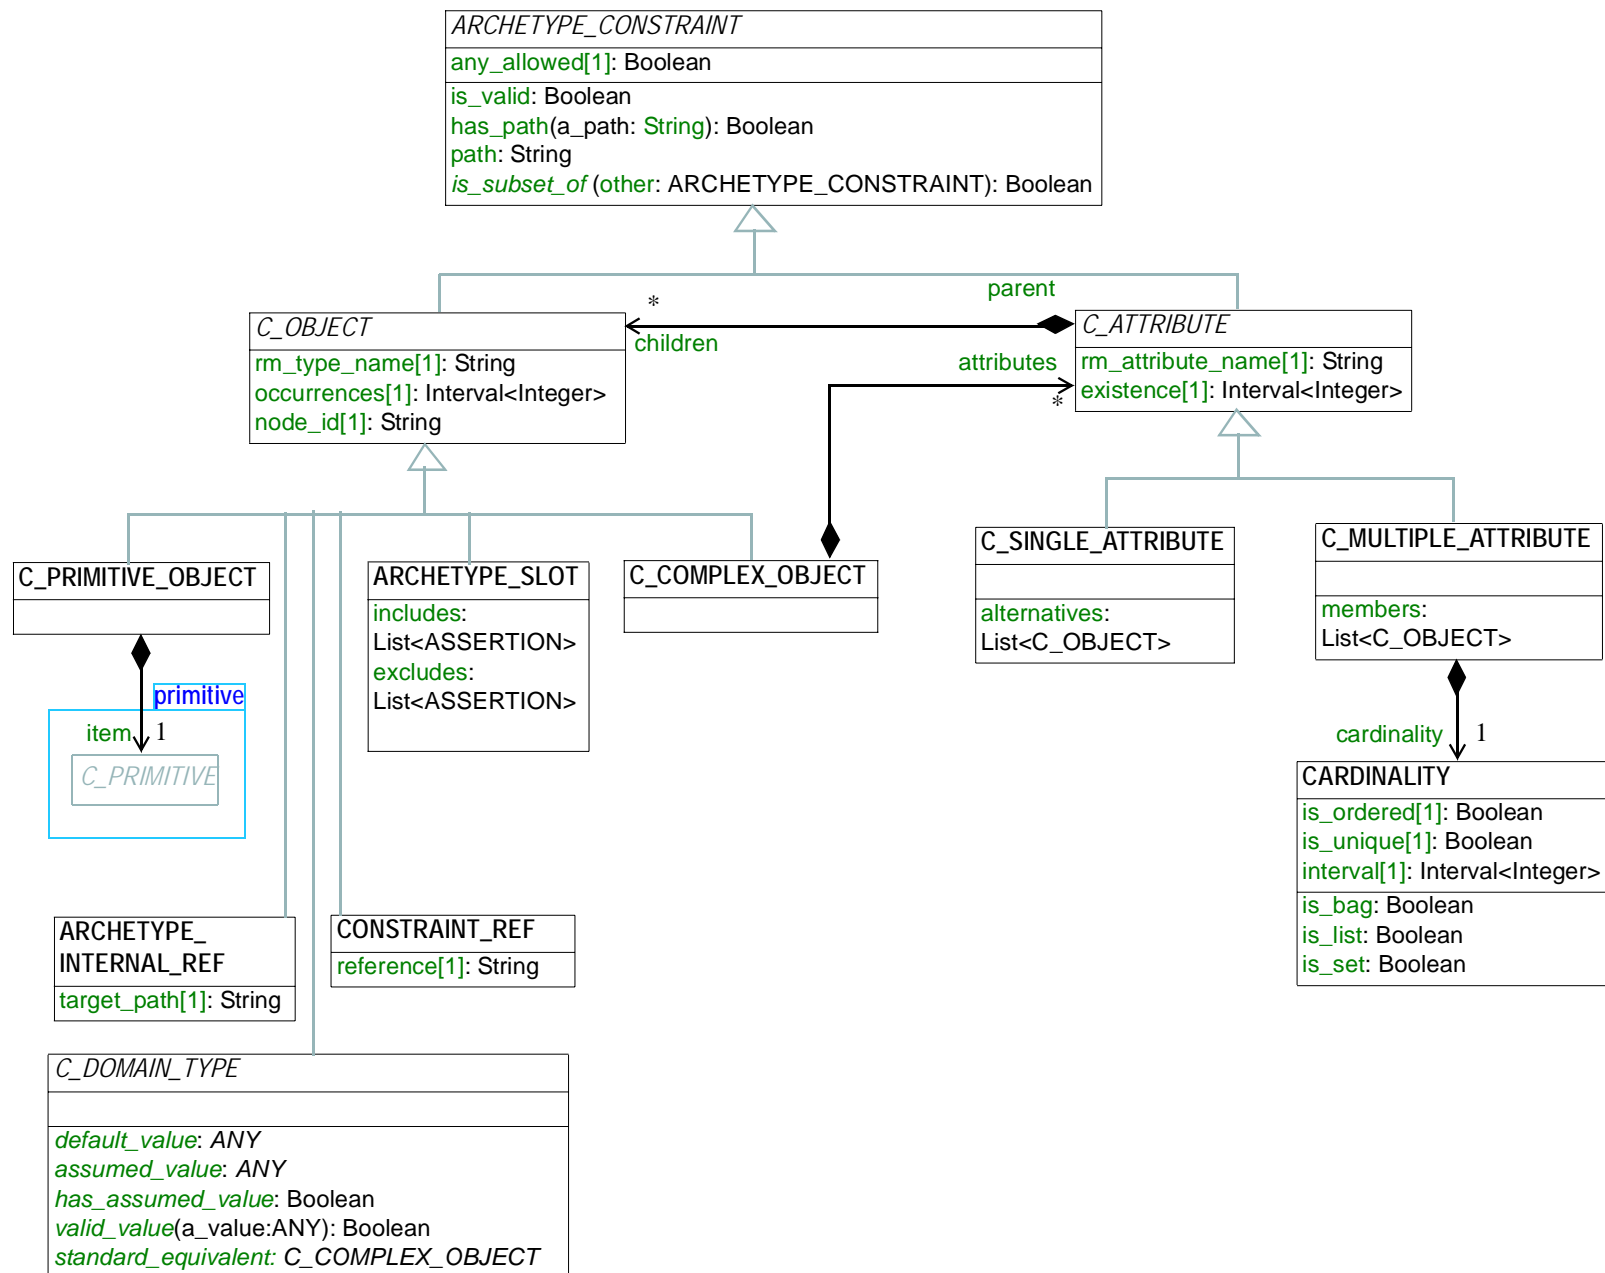 ARCHETYPE_CONSTRAINT
any_allowed[1]: Boolean
is_valid: Boolean
has_path(a_path: String): Boolean
path: String
is_subset_of (other: ARCHETYPE_CONSTRAINT): Boolean
parent
*
C_OBJECT
rm_type_name[1]: String
occurrences[1]: Interval<Integer>
node_id[1]: String
children
attributes
*
C_ATTRIBUTE
rm_attribute_name[1]: String
existence[1]: Interval<Integer>
C_PRIMITIVE_OBJECT
ARCHETYPE_SLOT
includes:
List<ASSERTION>
excludes:
List<ASSERTION>
C_COMPLEX_OBJECT
C_SINGLE_ATTRIBUTE
alternatives:
List<C_OBJECT>
C_MULTIPLE_ATTRIBUTE
members:
List<C_OBJECT>
primitive
item
1
C_PRIMITIVE
cardinality
1
CARDINALITY
is_ordered[1]: Boolean
is_unique[1]: Boolean
interval[1]: Interval<Integer>
is_bag: Boolean
is_list: Boolean
is_set: Boolean
ARCHETYPE_
INTERNAL_REF
target_path[1]: String
CONSTRAINT_REF
reference[1]: String
C_DOMAIN_TYPE
default_value: ANY
assumed_value: ANY
has_assumed_value: Boolean
valid_value(a_value:ANY): Boolean
standard_equivalent: C_COMPLEX_OBJECT